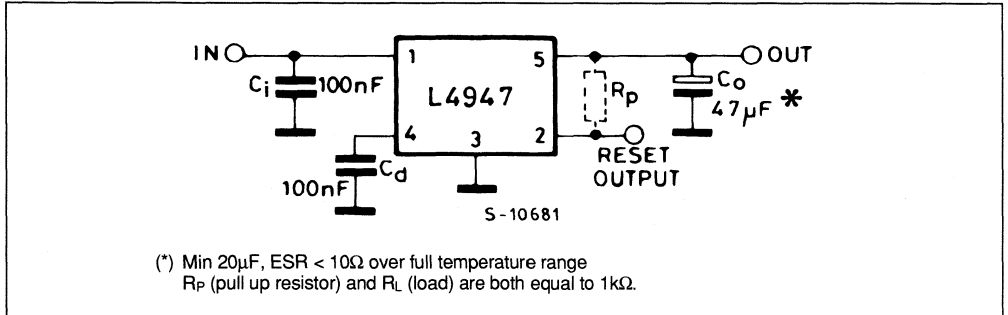 IN
1
5
OUT
Ci
100nF
L4947
Rp
Co
47µF *
4
3
2
Cd
100nF
RESET
OUTPUT
S-10681
(*) Min 20µF, ESR < 10Ω over full temperature range
RP (pull up resistor) and RL (load) are both equal to 1kΩ.